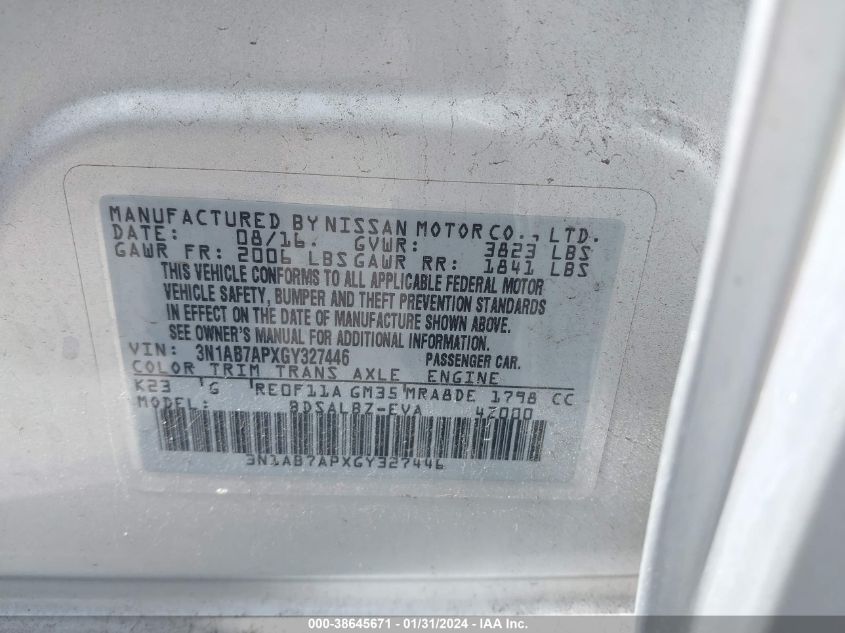 MANUFACTURED BY NISSAN MOTOR CO., LTD.
DATE: 08/16. GVWR: 3823 LBS
GAWR FR: 2006 LBS GAWR RR: 1841 LBS
THIS VEHICLE CONFORMS TO ALL APPLICABLE FEDERAL MOTOR
VEHICLE SAFETY, BUMPER AND THEFT PREVENTION STANDARDS
IN EFFECT ON THE DATE OF MANUFACTURE SHOWN ABOVE.
SEE OWNER'S MANUAL FOR ADDITIONAL INFORMATION
VIN: 3N1AB7APXGY327446 PASSENGER CAR.
COLOR TRIM TRANS AXLE ENGINE
K23 G RE0F11A GM35 MRA8DE 1798 CC
MODEL: BDSALBZ-EVA 42000
3N1AB7APXGY327446
000-38645671 - 01/31/2024 - IAA Inc.